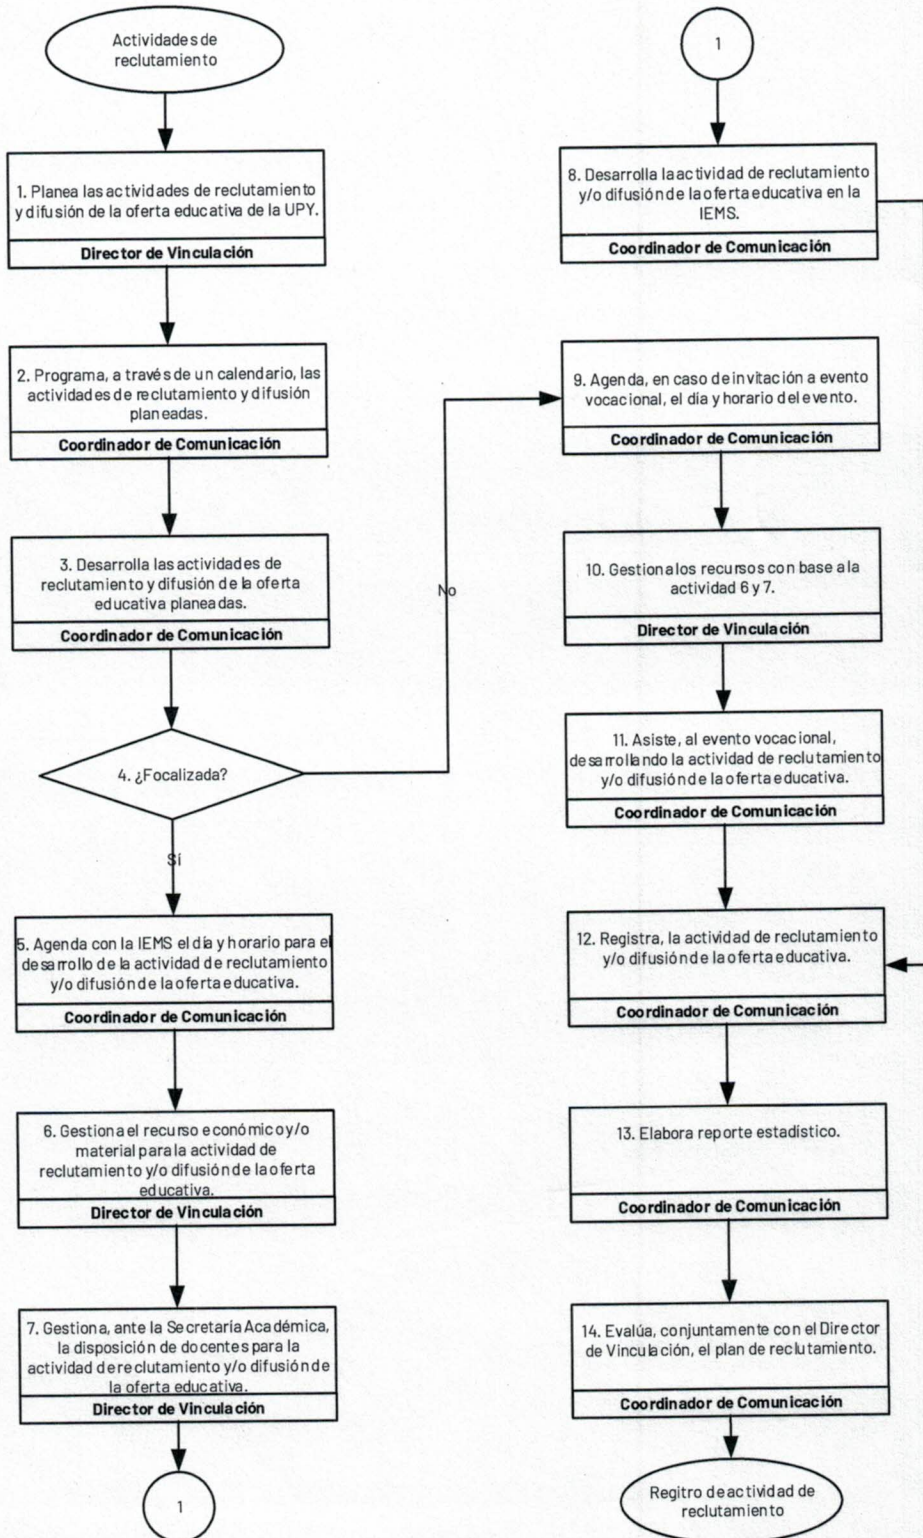 Actividades de
reclutamiento
1. Planea las actividades de reclutamiento
y difusión de la oferta educativa de la UPY.
Director de Vinculación
2. Programa, a través de un calendario, las
actividades de reclutamiento y difusión
planeadas.
Coordinador de Comunicación
3. Desarrolla las actividades de
reclutamiento y difusión de la oferta
educativa planeadas.
Coordinador de Comunicación
4. ¿Focalizada?
No
Sí
5. Agenda con la IEMS el día y horario para el
desarrollo de la actividad de reclutamiento
y/o difusión de la oferta educativa.
Coordinador de Comunicación
6. Gestiona el recurso económico y/o
material para la actividad de
reclutamiento y/o difusión de la oferta
educativa.
Director de Vinculación
7. Gestiona, ante la Secretaría Académica,
la disposición de docentes para la
actividad de reclutamiento y/o difusión de
la oferta educativa.
Director de Vinculación
1
1
8. Desarrolla la actividad de reclutamiento
y/o difusión de la oferta educativa en la
IEMS.
Coordinador de Comunicación
9. Agenda, en caso de invitación a evento
vocacional, el día y horario del evento.
Coordinador de Comunicación
10. Gestiona los recursos con base a la
actividad 6 y 7.
Director de Vinculación
11. Asiste, al evento vocacional,
desarrollando la actividad de reclutamiento
y/o difusión de la oferta educativa.
Coordinador de Comunicación
12. Registra, la actividad de reclutamiento
y/o difusión de la oferta educativa.
Coordinador de Comunicación
13. Elabora reporte estadístico.
Coordinador de Comunicación
14. Evalúa, conjuntamente con el Director
de Vinculación, el plan de reclutamiento.
Coordinador de Comunicación
Regitro de actividad de
reclutamiento